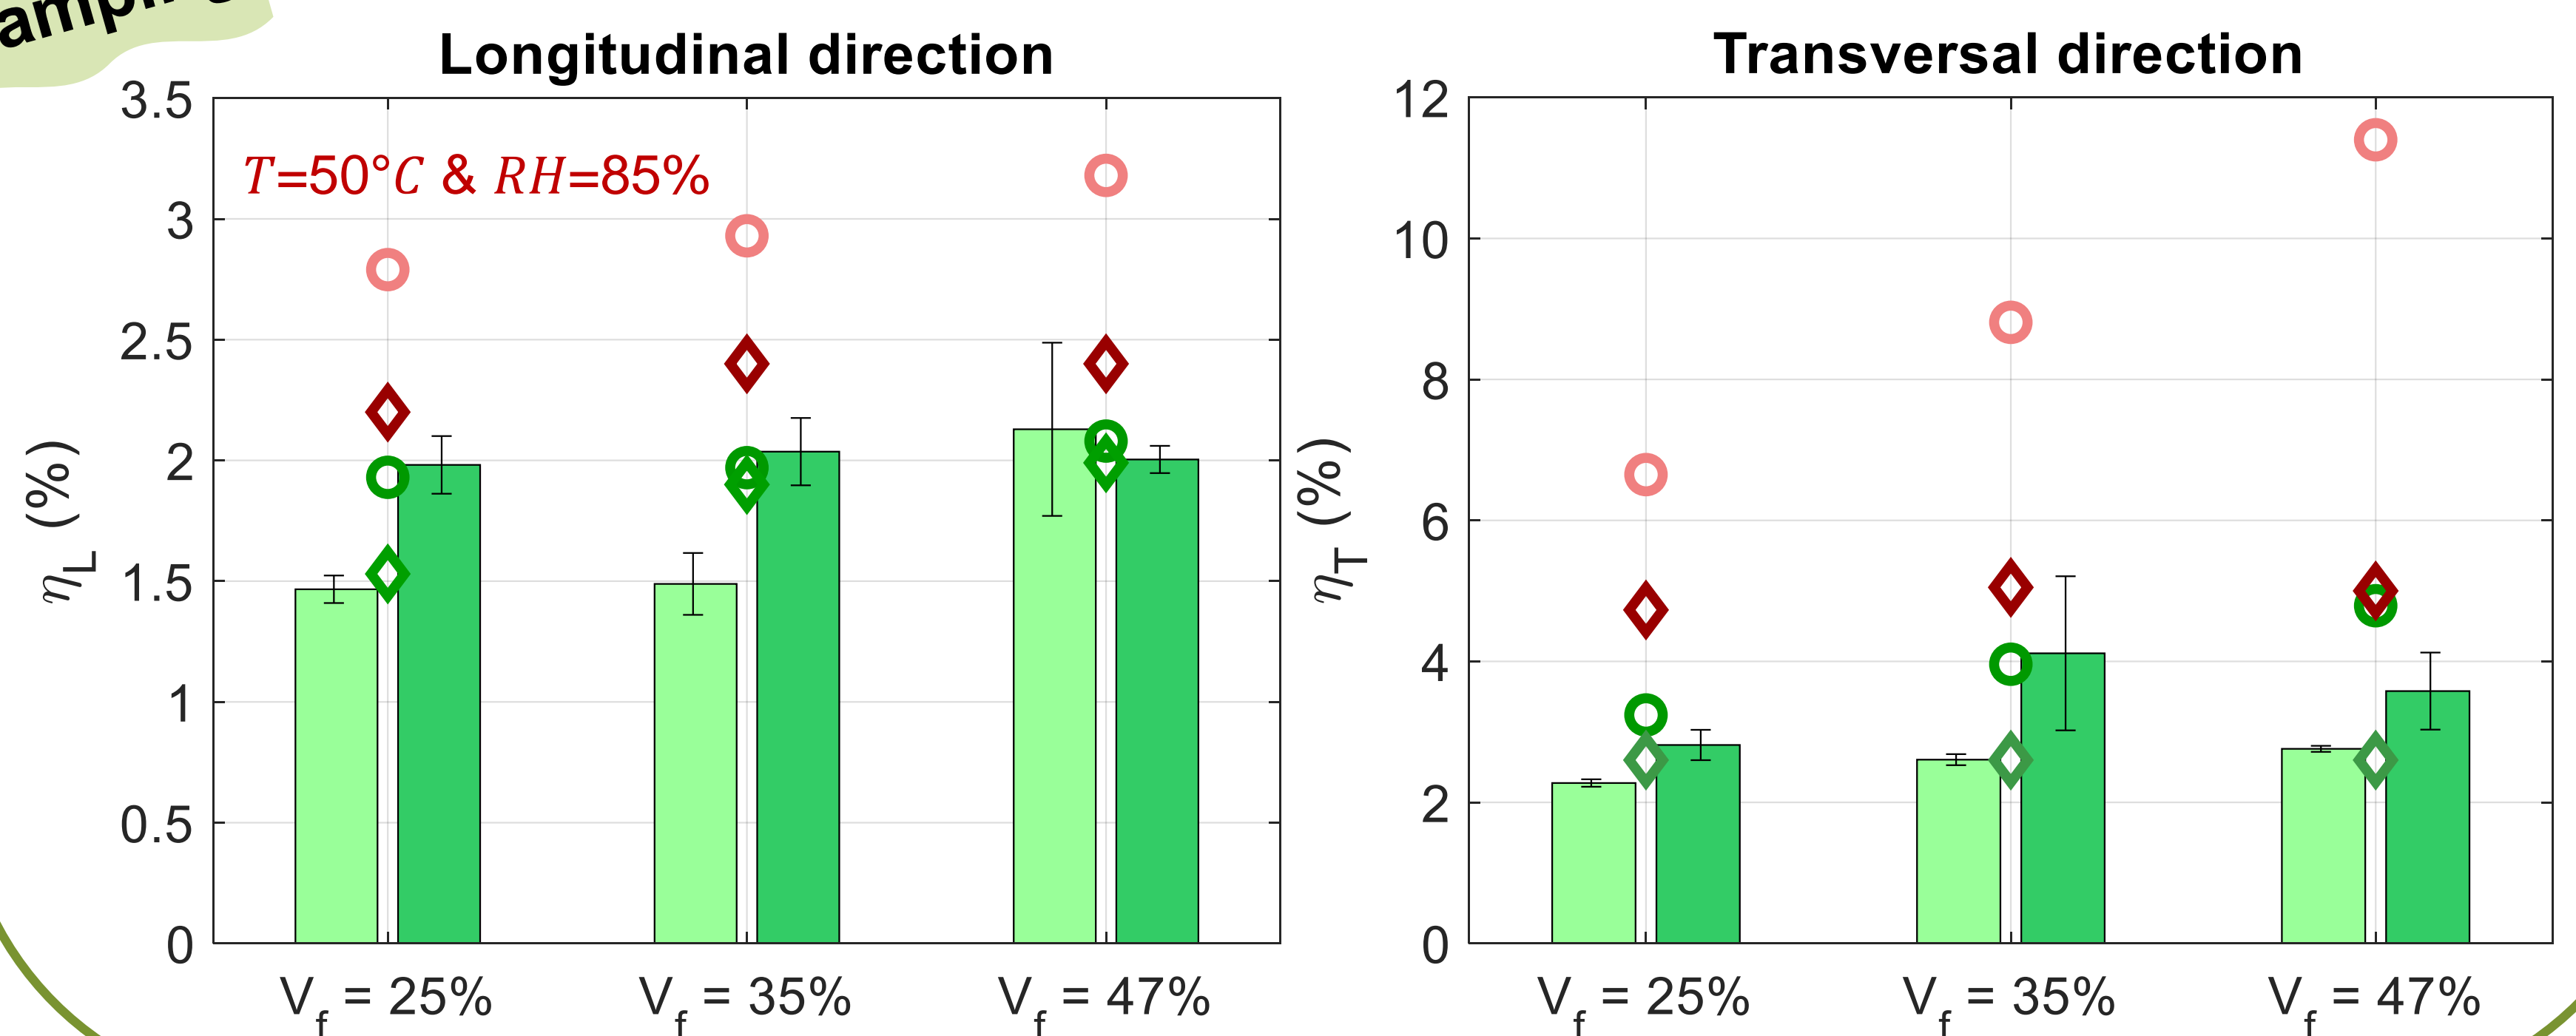 Longitudinal direction
3.5
3
2.5
2
1.5
1
0.5
0
η_L (%)
T=50°C & RH=85%
V_f = 25%
V_f = 35%
V_f = 47%
Transversal direction
12
10
8
6
4
2
0
η_T (%)
V_f = 25%
V_f = 35%
V_f = 47%